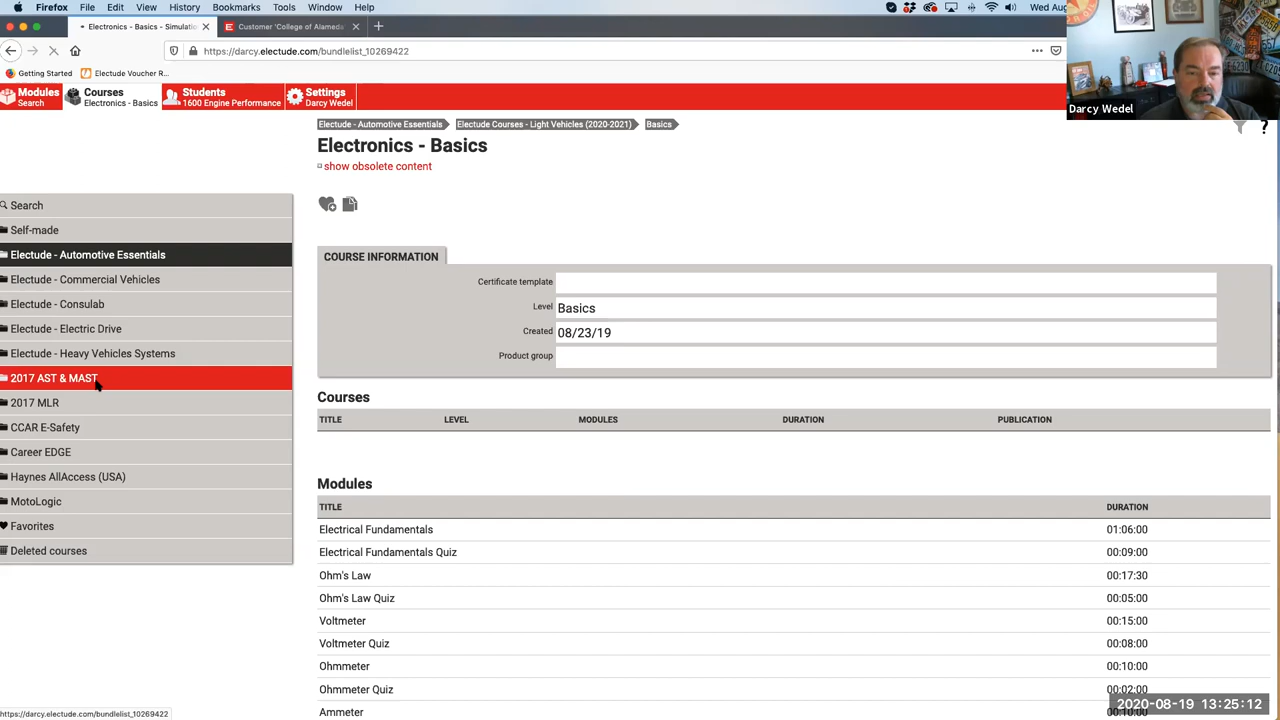 Firefox File Edit View History Bookmarks Tools Window Help Wed Aug
Electronics - Basics - Simulatio × Customer 'College of Alameda × +
https://darcy.electude.com/bundlelist_10269422
Getting Started Electude Voucher R...
Modules Courses Students Settings
Search Electronics - Basics 1600 Engine Performance Darcy Wedel
Darcy Wedel
Electude - Automotive Essentials Electude Courses - Light Vehicles (2020-2021) Basics
?
Electronics - Basics
show obsolete content
Search
Self-made
Electude - Automotive Essentials
Electude - Commercial Vehicles
Electude - Consulab
Electude - Electric Drive
Electude - Heavy Vehicles Systems
2017 AST & MAST
2017 MLR
CCAR E-Safety
Career EDGE
Haynes AllAccess (USA)
MotoLogic
Favorites
Deleted courses
COURSE INFORMATION
Certificate template
Level Basics
Created 08/23/19
Product group
Courses
TITLE LEVEL MODULES DURATION PUBLICATION
Modules
TITLE DURATION
Electrical Fundamentals 01:06:00
Electrical Fundamentals Quiz 00:09:00
Ohm's Law 00:17:30
Ohm's Law Quiz 00:05:00
Voltmeter 00:15:00
Voltmeter Quiz 00:08:00
Ohmmeter 00:10:00
Ohmmeter Quiz 00:02:00
Ammeter
https://darcy.electude.com/bundlelist_10269422
2020-08-19 13:25:12